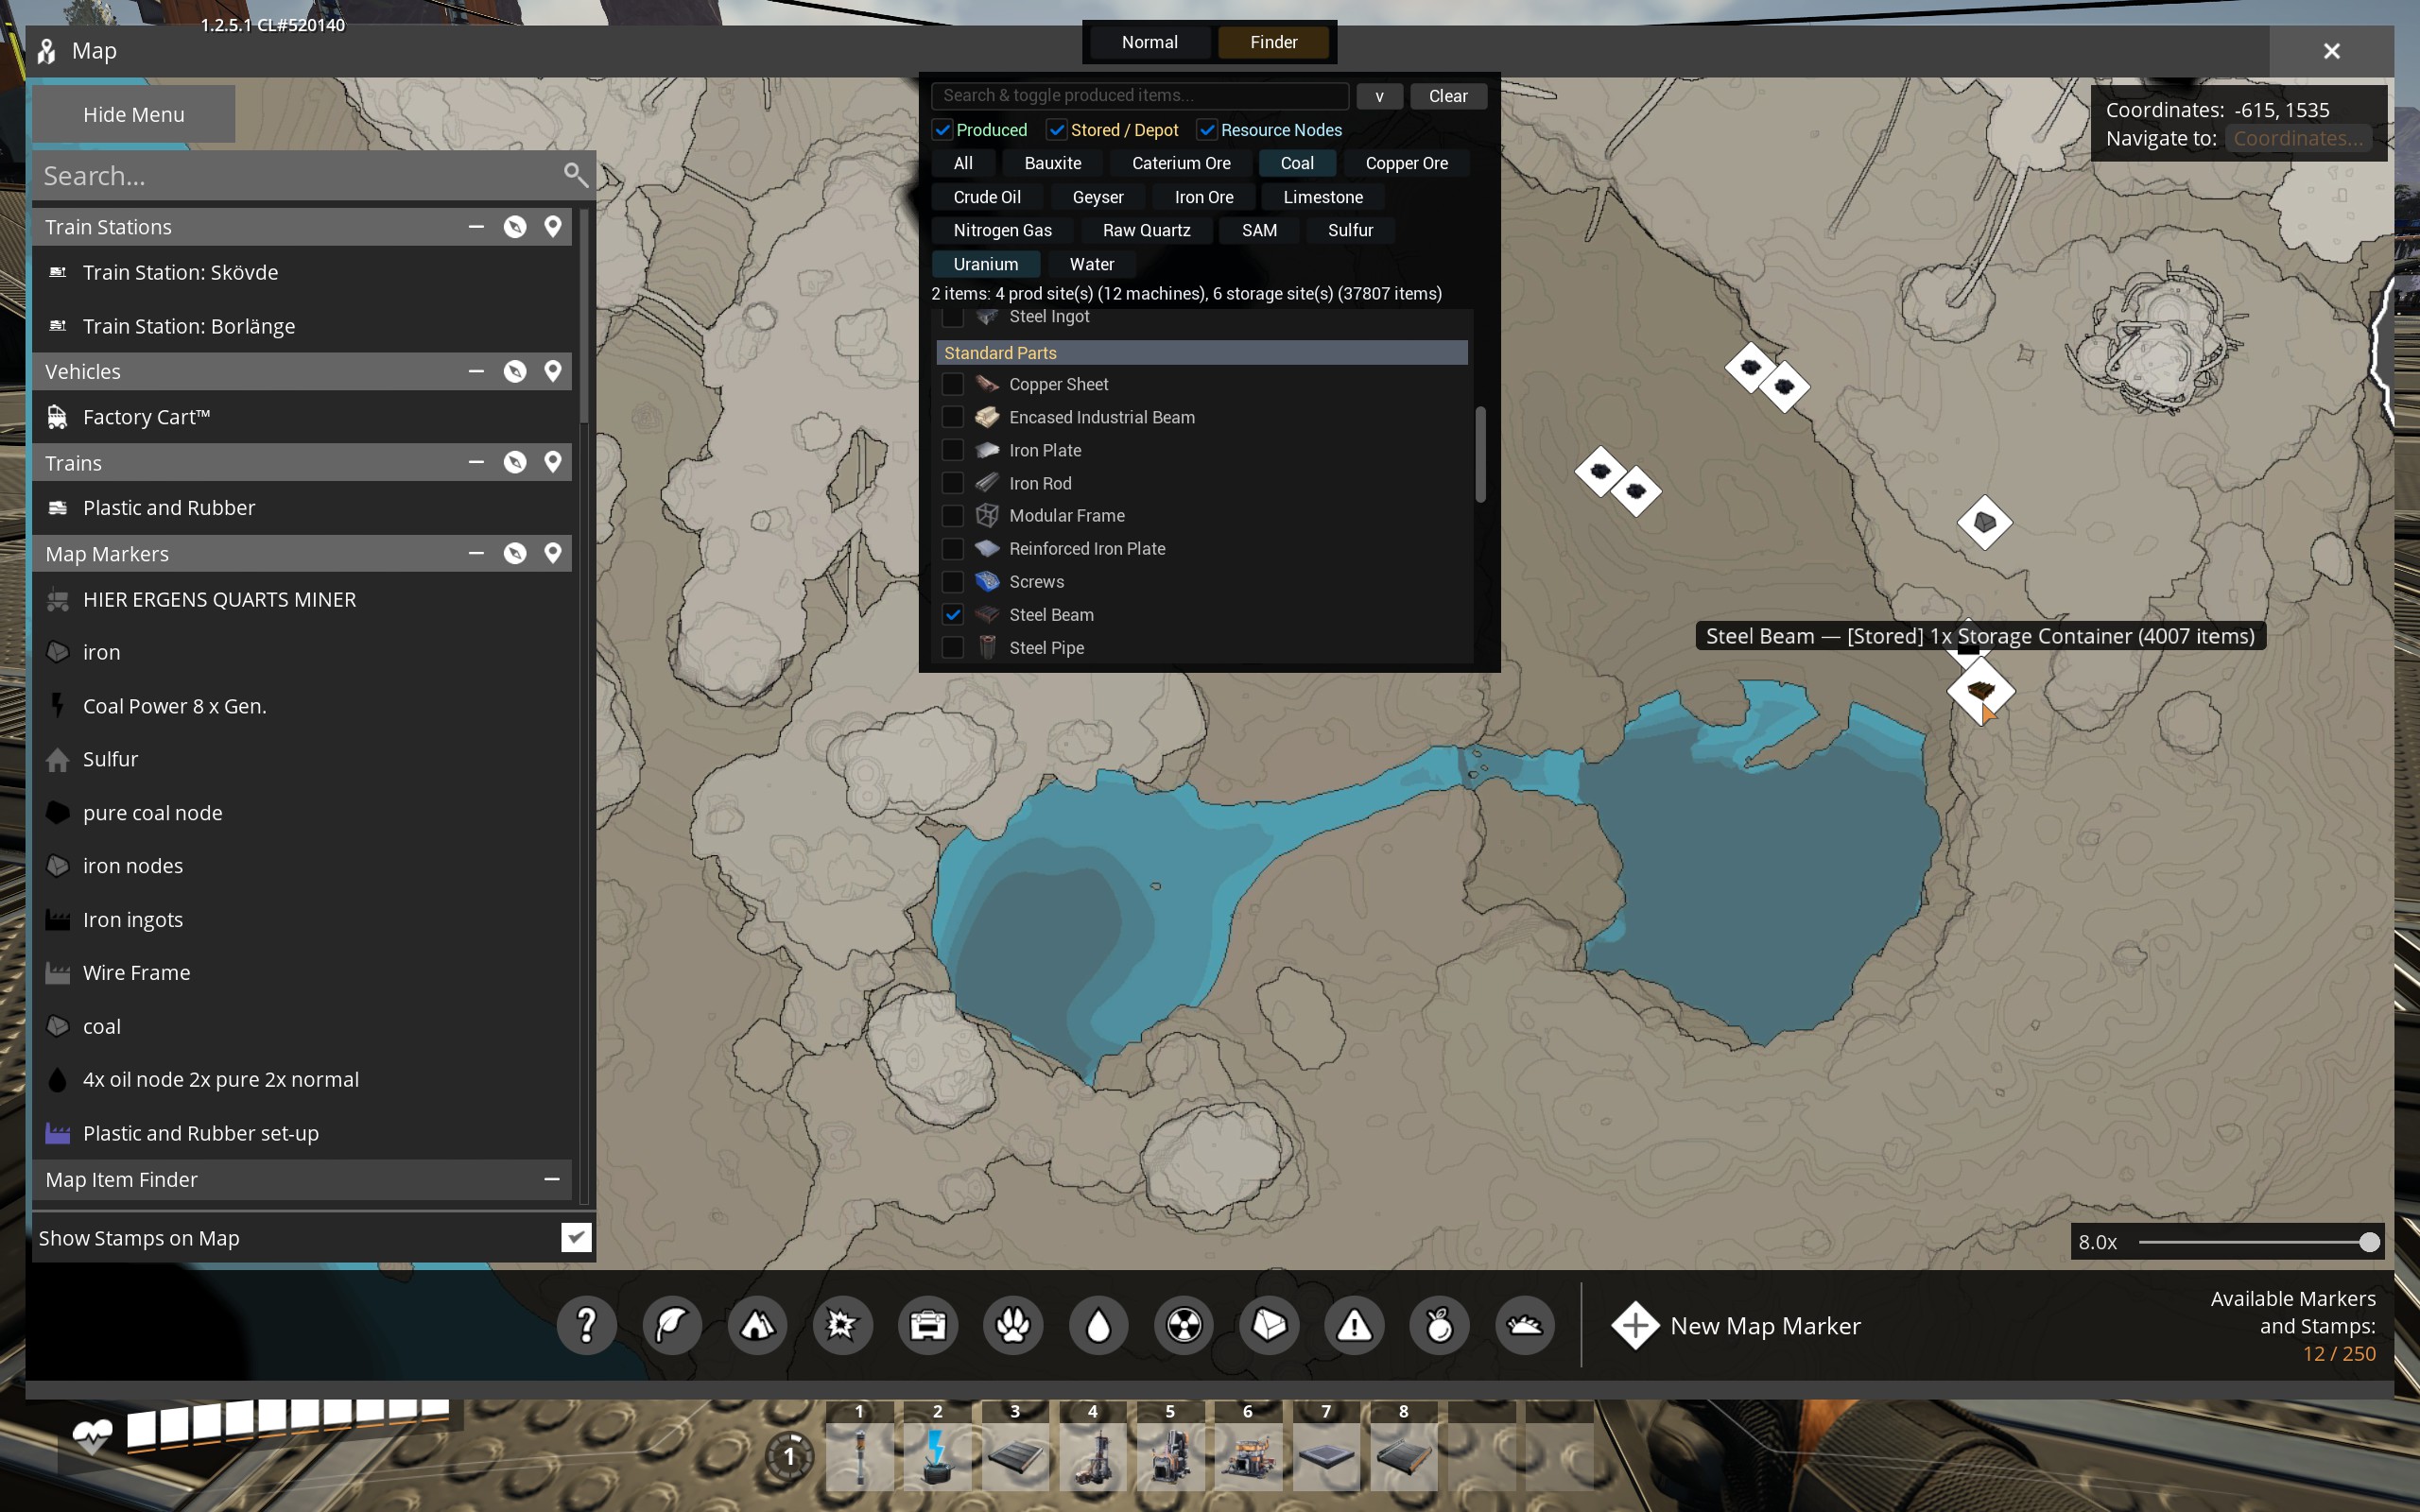 1.2.5.1 CL#520140
Map
Normal
Finder
Hide Menu
Search...
Train Stations
Train Station: Skövde
Train Station: Borlänge
Vehicles
Factory Cart™
Trains
Plastic and Rubber
Map Markers
HIER ERGENS QUARTS MINER
iron
Coal Power 8 x Gen.
Sulfur
pure coal node
iron nodes
Iron ingots
Wire Frame
coal
4x oil node 2x pure 2x normal
Plastic and Rubber set-up
Map Item Finder
Show Stamps on Map
Search & toggle produced items...
v
Clear
Produced
Stored / Depot
Resource Nodes
All
Bauxite
Caterium Ore
Coal
Copper Ore
Crude Oil
Geyser
Iron Ore
Limestone
Nitrogen Gas
Raw Quartz
SAM
Sulfur
Uranium
Water
2 items: 4 prod site(s) (12 machines), 6 storage site(s) (37807 items)
Steel Ingot
Standard Parts
Copper Sheet
Encased Industrial Beam
Iron Plate
Iron Rod
Modular Frame
Reinforced Iron Plate
Screws
Steel Beam
Steel Pipe
Coordinates: -615, 1535
Navigate to: Coordinates...
Steel Beam — [Stored] 1x Storage Container (4007 items)
8.0x
New Map Marker
Available Markers
and Stamps:
12 / 250
1
1
2
3
4
5
6
7
8